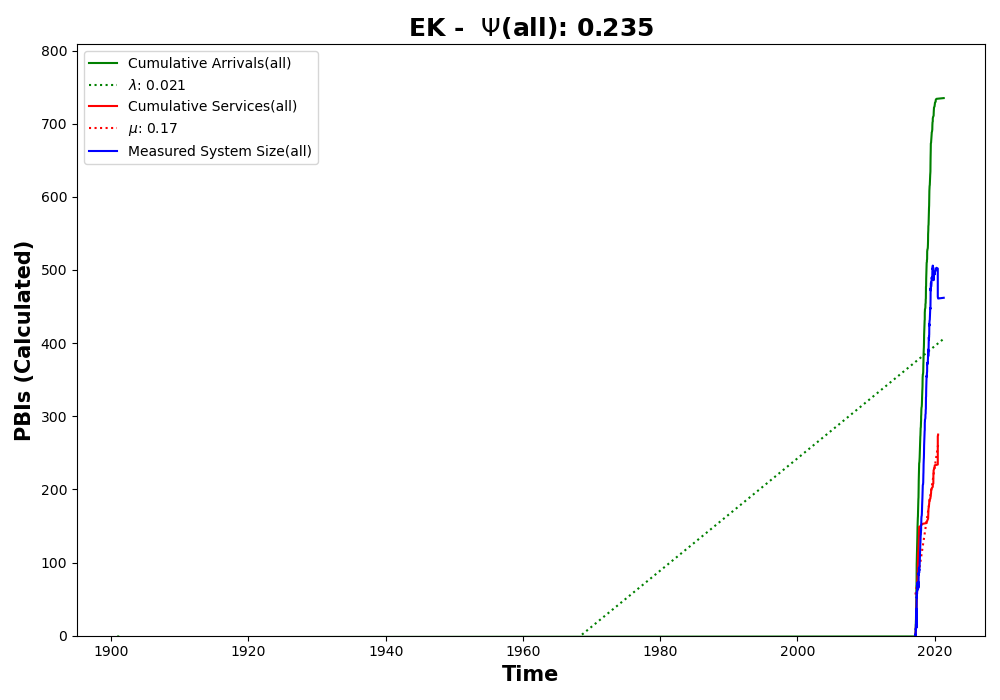 EK - Ψ(all): 0.235
Cumulative Arrivals(all)
λ: 0.021
Cumulative Services(all)
μ: 0.17
Measured System Size(all)
PBIs (Calculated)
800
700
600
500
400
300
200
100
0
1900 1920 1940 1960 1980 2000 2020
Time